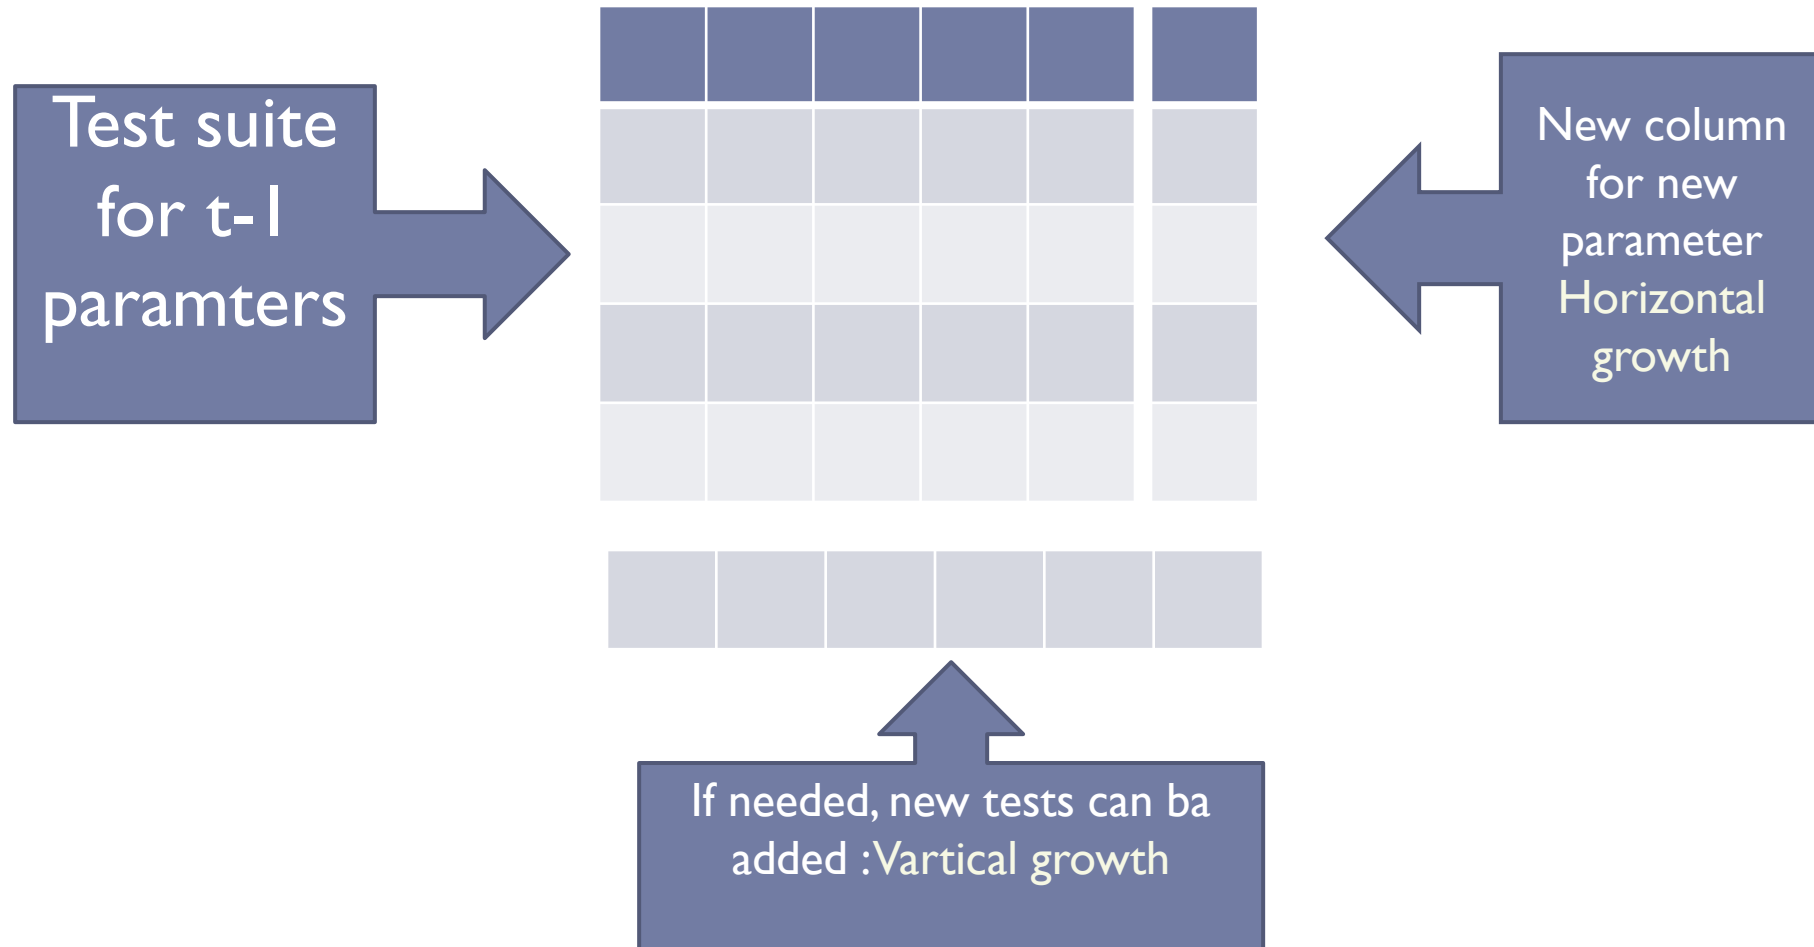 Test suite
for t-1
paramters
New column
for new
parameter
Horizontal
growth
If needed, new tests can ba
added :Vartical growth